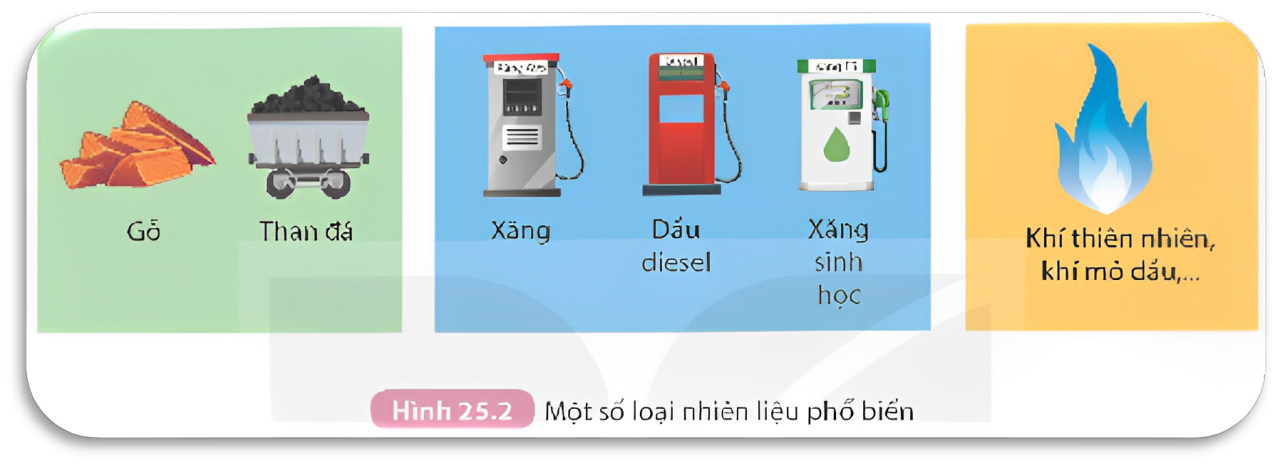 Gỗ
Than đá
Xăng
Dầu
diesel
Xăng
sinh
học
Khí thiên nhiên,
khí mỏ dầu,...
Hình 25.2 Một số loại nhiên liệu phổ biến